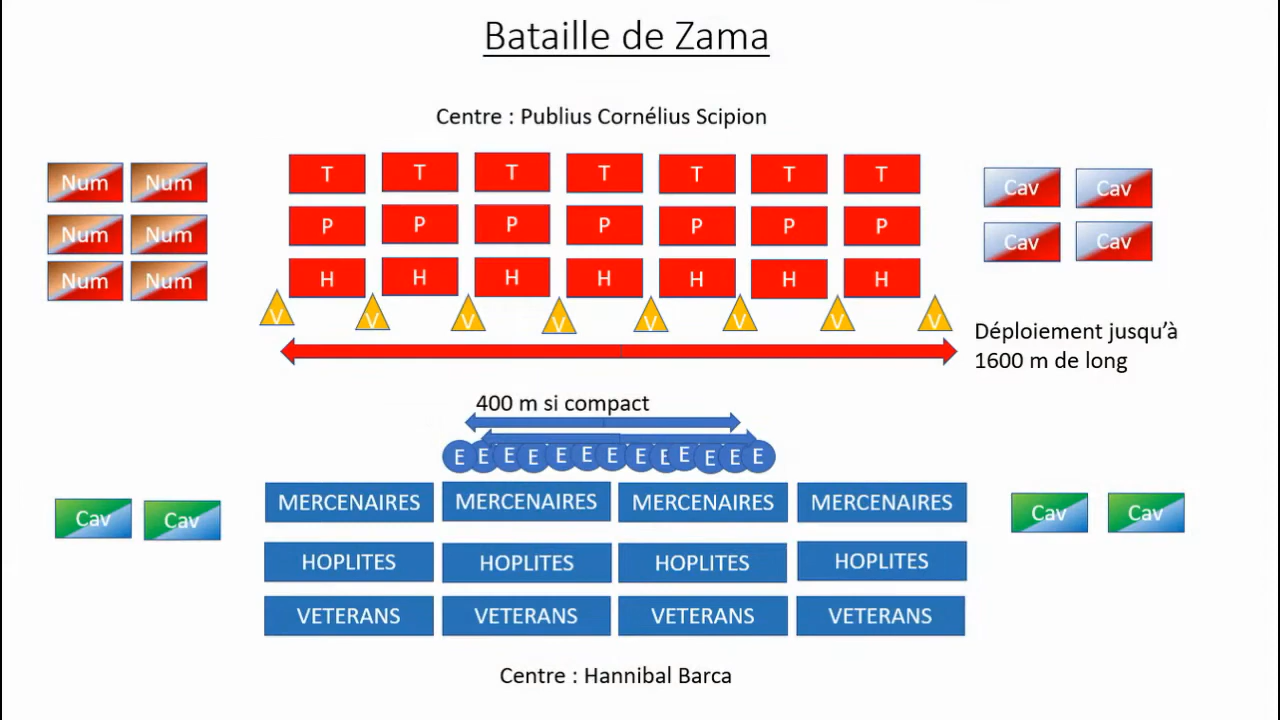 Bataille de Zama
Centre : Publius Cornélius Scipion
Num Num T T T T T T T Cav Cav
Num Num P P P P P P P Cav Cav
Num Num H H H H H H H
V V V V V V V V
Déploiement jusqu'à
1600 m de long
400 m si compact
E E E E E E E E E E E E E
Cav Cav MERCENAIRES MERCENAIRES MERCENAIRES MERCENAIRES Cav Cav
HOPLITES HOPLITES HOPLITES HOPLITES
VETERANS VETERANS VETERANS VETERANS
Centre : Hannibal Barca